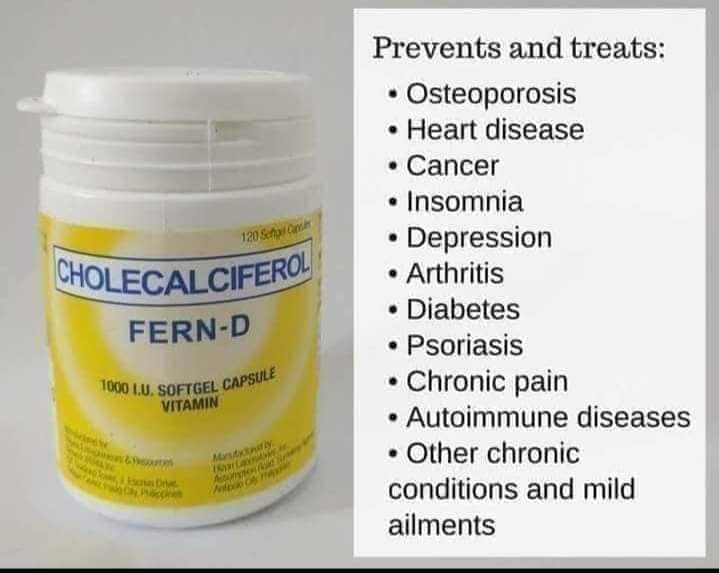 120 Softgel Capsules
CHOLECALCIFEROL
FERN-D
1000 I.U. SOFTGEL CAPSULE
VITAMIN
Manufactured by:
Prevents and treats:
• Osteoporosis
• Heart disease
• Cancer
• Insomnia
• Depression
• Arthritis
• Diabetes
• Psoriasis
• Chronic pain
• Autoimmune diseases
• Other chronic
conditions and mild
ailments